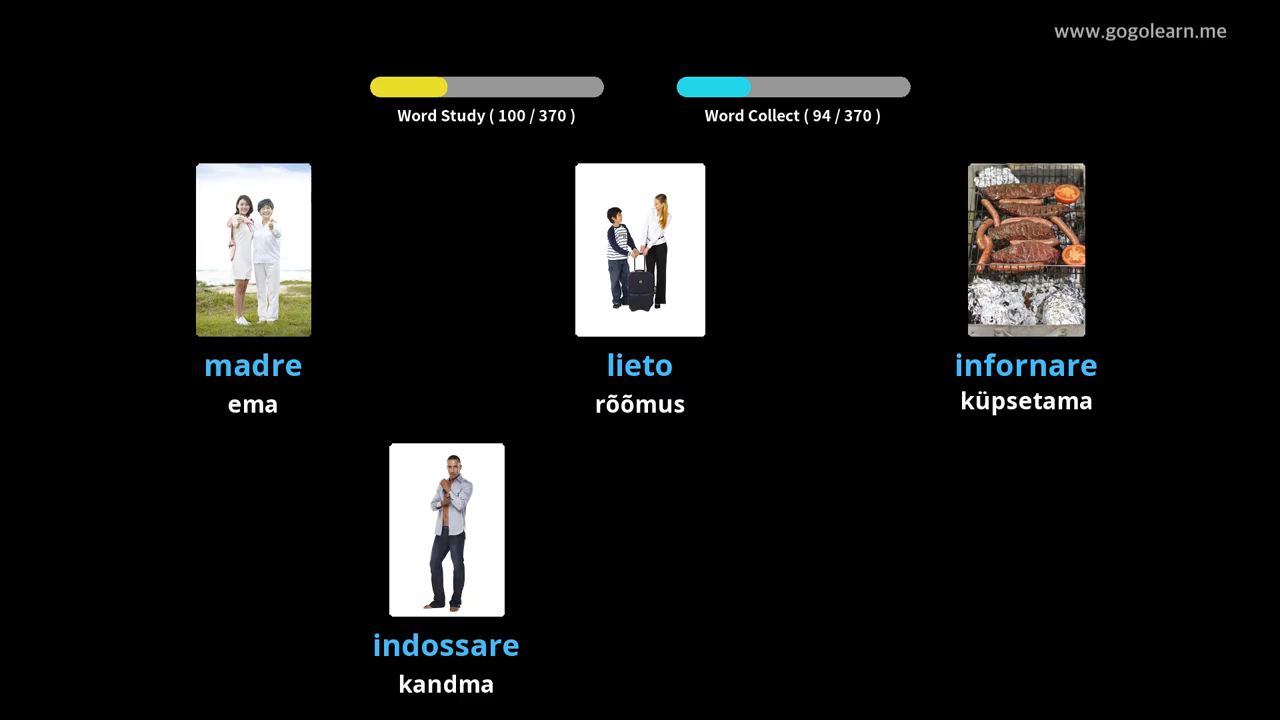 www.gogolearn.me
Word Study ( 100 / 370 )
Word Collect ( 94 / 370 )
madre
ema
lieto
rõõmus
infornare
küpsetama
indossare
kandma